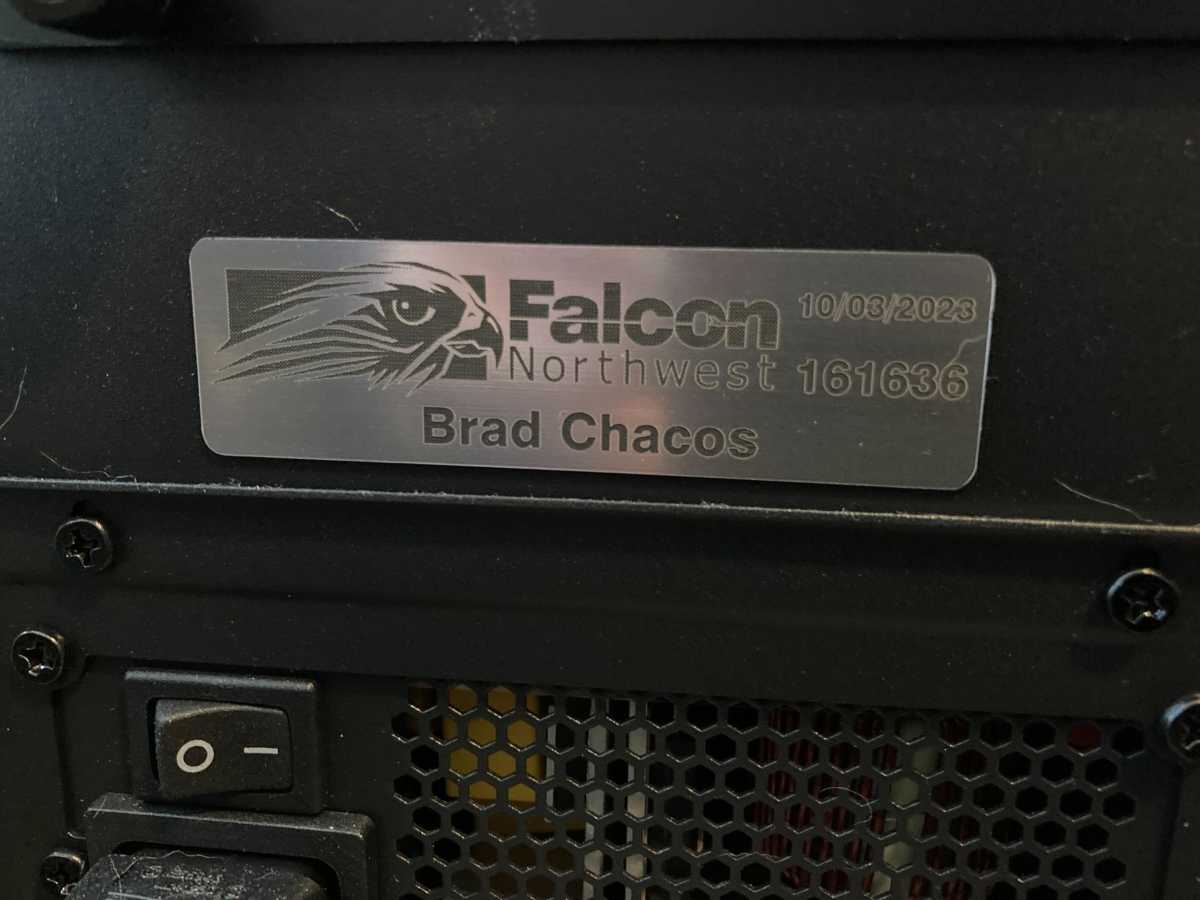 Falcon
Northwest
10/03/2023
161636
Brad Chacos
O I